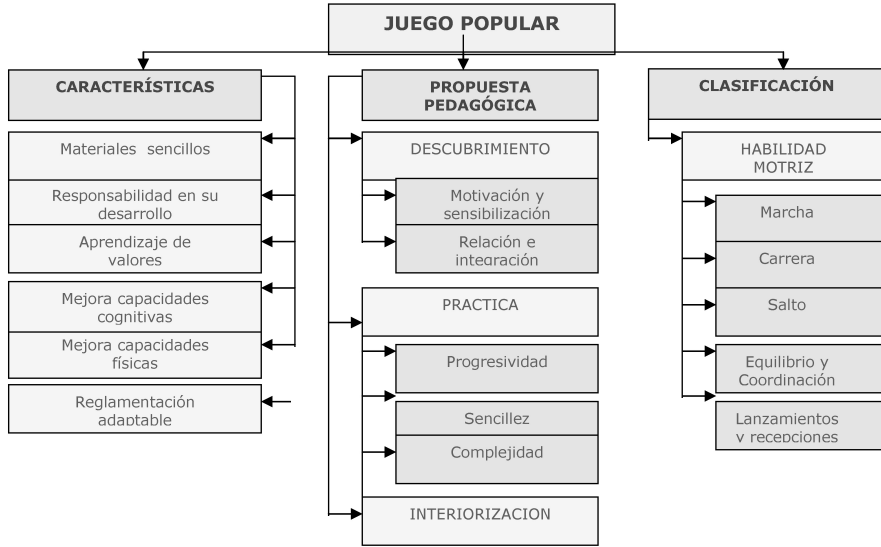 JUEGO POPULAR
CARACTERÍSTICAS
Materiales sencillos
Responsabilidad en su
desarrollo
Aprendizaje de
valores
Mejora capacidades
cognitivas
Mejora capacidades
físicas
Reglamentación
adaptable
PROPUESTA
PEDAGÓGICA
DESCUBRIMIENTO
Motivación y
sensibilización
Relación e
integración
PRACTICA
Progresividad
Sencillez
Complejidad
INTERIORIZACION
CLASIFICACIÓN
HABILIDAD
MOTRIZ
Marcha
Carrera
Salto
Equilibrio y
Coordinación
Lanzamientos
y recepciones